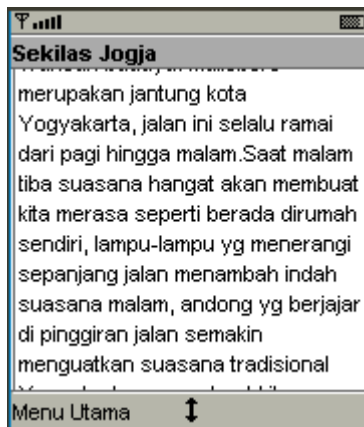 Sekilas Jogja
merupakan jantung kota
Yogyakarta, jalan ini selalu ramai
dari pagi hingga malam.Saat malam
tiba suasana hangat akan membuat
kita merasa seperti berada dirumah
sendiri, lampu-lampu yg menerangi
sepanjang jalan menambah indah
suasana malam, andong yg berjajar
di pinggiran jalan semakin
menguatkan suasana tradisional
Menu Utama